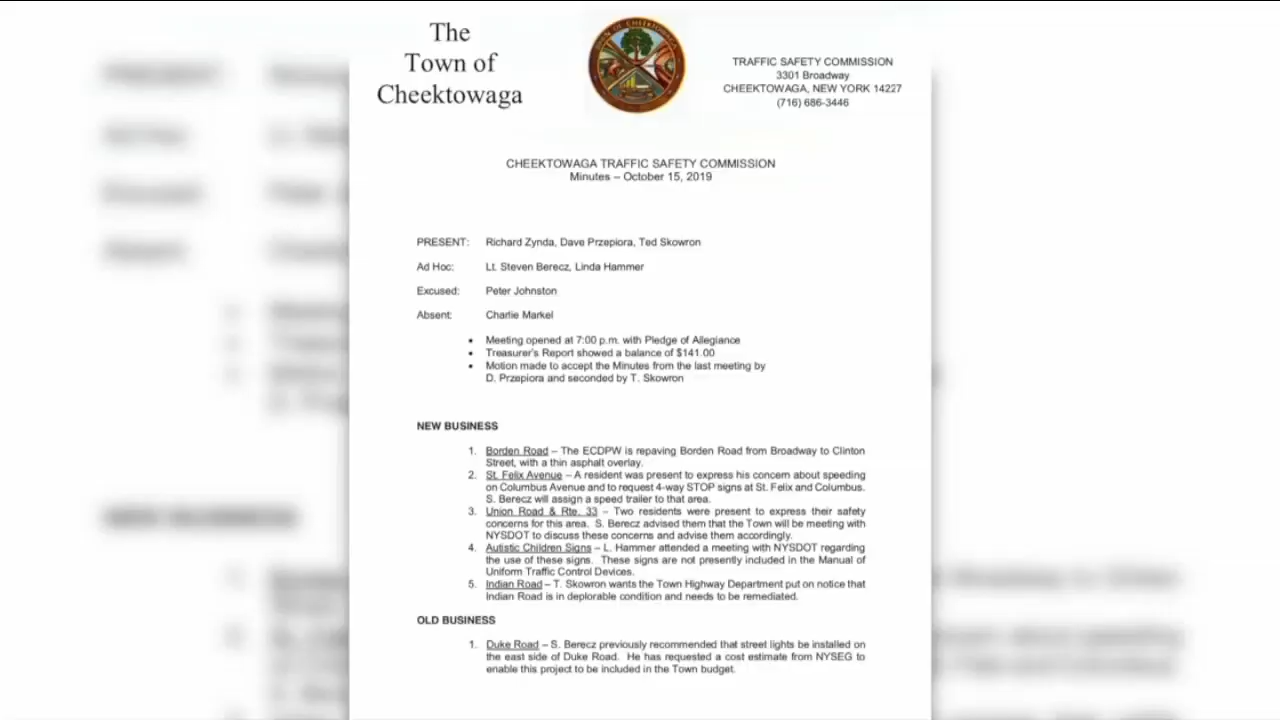 The
Town of
Cheektowaga
TOWN OF CHEEKTOWAGA
TRAFFIC SAFETY COMMISSION
3301 Broadway
CHEEKTOWAGA, NEW YORK 14227
(716) 686-3446
CHEEKTOWAGA TRAFFIC SAFETY COMMISSION
Minutes – October 15, 2019
PRESENT: Richard Zynda, Dave Przepiora, Ted Skowron
Ad Hoc: Lt. Steven Berecz, Linda Hammer
Excused: Peter Johnston
Absent: Charlie Markel
• Meeting opened at 7:00 p.m. with Pledge of Allegiance
• Treasurer's Report showed a balance of $141.00
• Motion made to accept the Minutes from the last meeting by
D. Przepiora and seconded by T. Skowron
NEW BUSINESS
1. Borden Road – The ECDPW is repaving Borden Road from Broadway to Clinton
Street, with a thin asphalt overlay.
2. St. Felix Avenue – A resident was present to express his concern about speeding
on Columbus Avenue and to request 4-way STOP signs at St. Felix and Columbus.
S. Berecz will assign a speed trailer to that area.
3. Union Road & Rte. 33 – Two residents were present to express their safety
concerns for this area. S. Berecz advised them that the Town will be meeting with
NYSDOT to discuss these concerns and advise them accordingly.
4. Autistic Children Signs – L. Hammer attended a meeting with NYSDOT regarding
the use of these signs. These signs are not presently included in the Manual of
Uniform Traffic Control Devices.
5. Indian Road – T. Skowron wants the Town Highway Department put on notice that
Indian Road is in deplorable condition and needs to be remediated.
OLD BUSINESS
1. Duke Road – S. Berecz previously recommended that street lights be installed on
the east side of Duke Road. He has requested a cost estimate from NYSEG to
enable this project to be included in the Town budget.